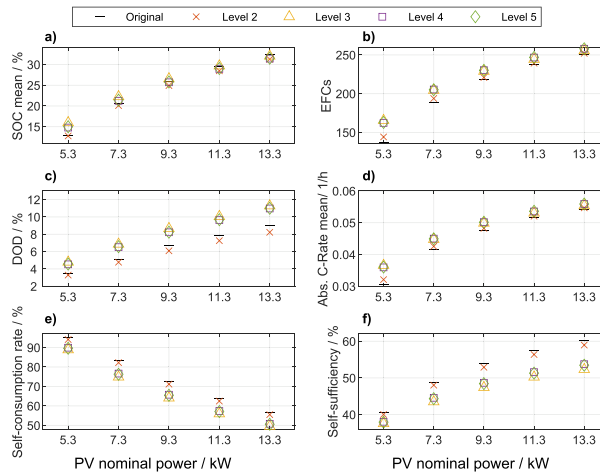 Original Level 2 Level 3 Level 4 Level 5
a)
SOC mean / %
30
25
20
15
5.3 7.3 9.3 11.3 13.3
b)
EFCs
250
200
150
5.3 7.3 9.3 11.3 13.3
c)
DOD / %
12
10
8
6
4
2
5.3 7.3 9.3 11.3 13.3
d)
Abs. C-Rate mean/ 1/h
0.06
0.05
0.04
0.03
5.3 7.3 9.3 11.3 13.3
e)
Self-consumption rate / %
90
80
70
60
50
5.3 7.3 9.3 11.3 13.3
PV nominal power / kW
f)
Self-sufficiency / %
60
50
40
5.3 7.3 9.3 11.3 13.3
PV nominal power / kW